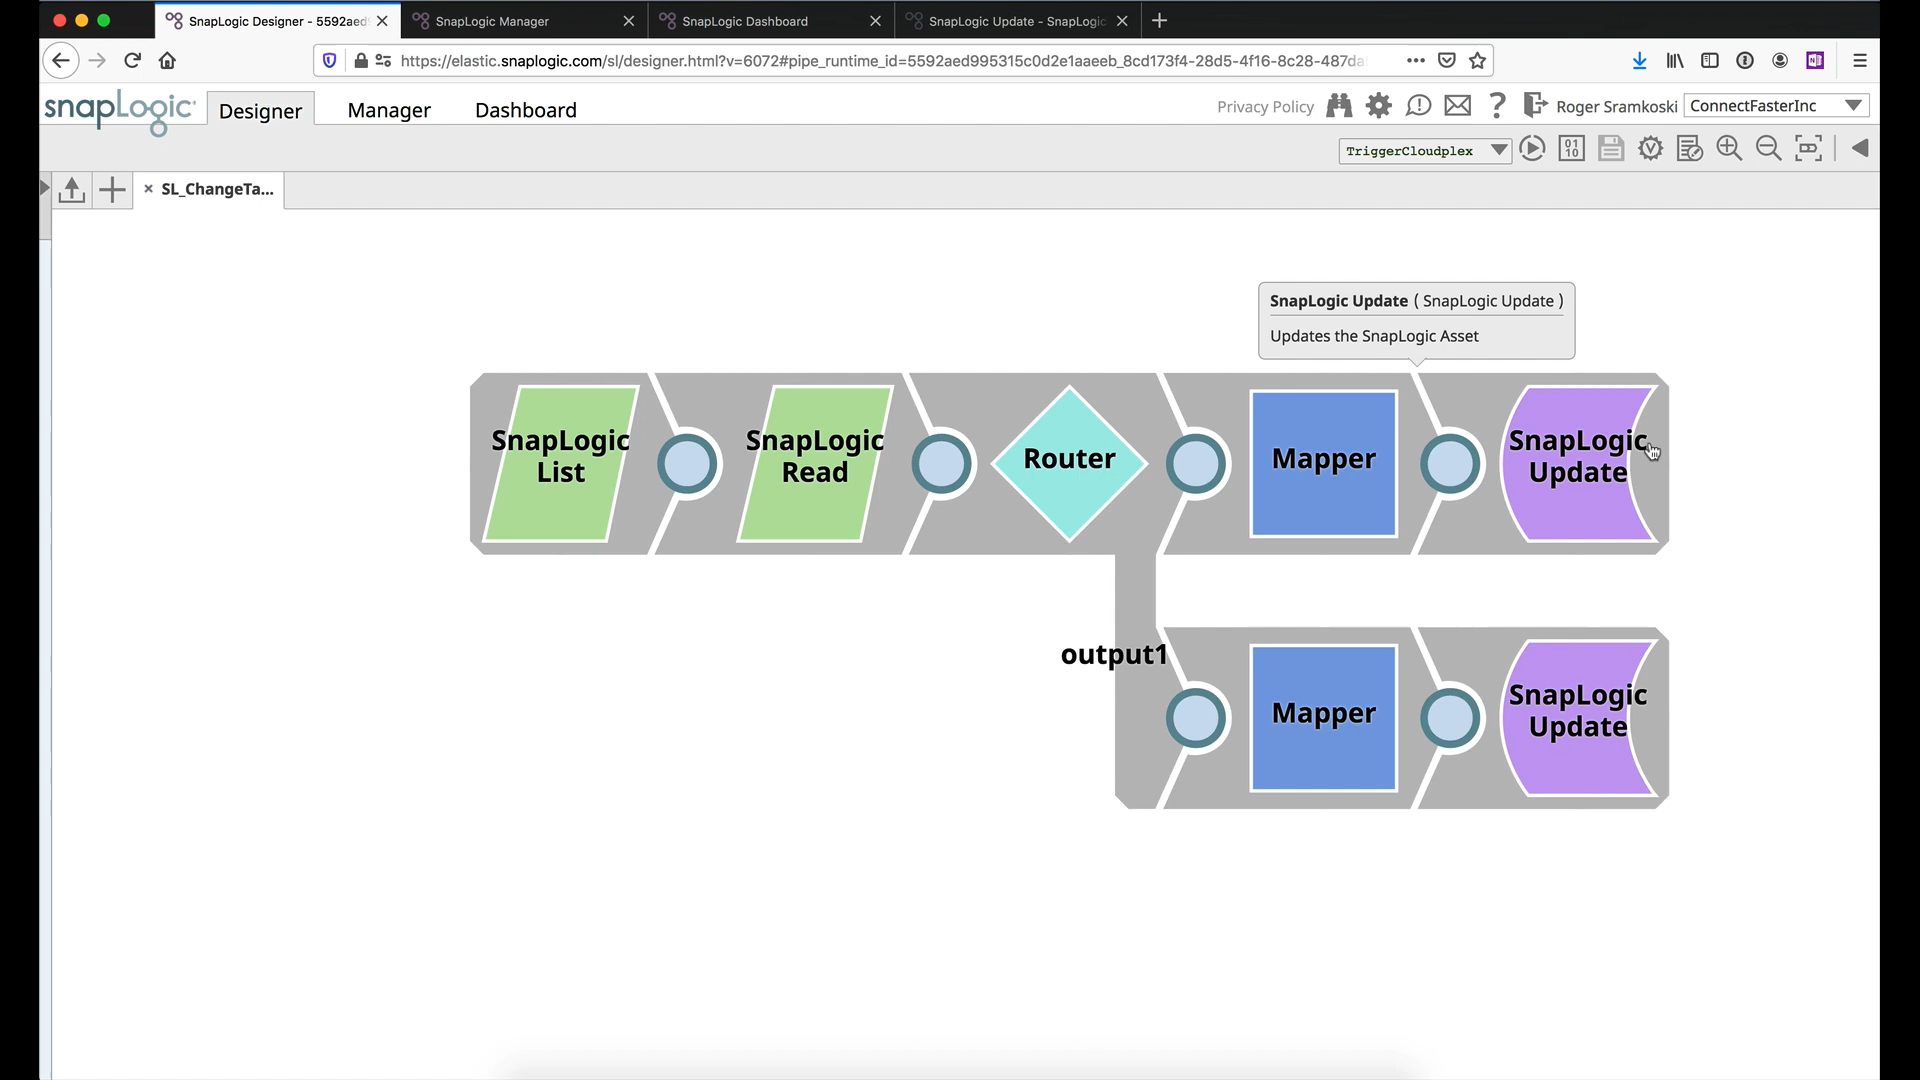 SnapLogic Designer - 5592aed
SnapLogic Manager
SnapLogic Dashboard
SnapLogic Update - SnapLogic
https://elastic.snaplogic.com/sl/designer.html?v=6072#pipe_runtime_id=5592aed995315c0d2e1aaeeb_8cd173f4-28d5-4f16-8c28-487da
snapLogic
Designer
Manager
Dashboard
Privacy Policy
Roger Sramkoski
ConnectFasterInc
TriggerCloudplex
01
10
SL_ChangeTa...
SnapLogic Update ( SnapLogic Update )
Updates the SnapLogic Asset
SnapLogic
List
SnapLogic
Read
Router
Mapper
SnapLogic
Update
output1
Mapper
SnapLogic
Update